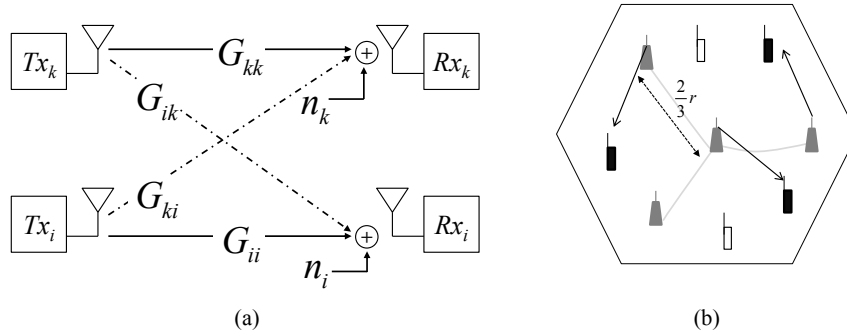 Tx_k G_kk Rx_k
G_ik n_k
G_ki
Tx_i G_ii Rx_i
n_i
2/3 r
(a) (b)